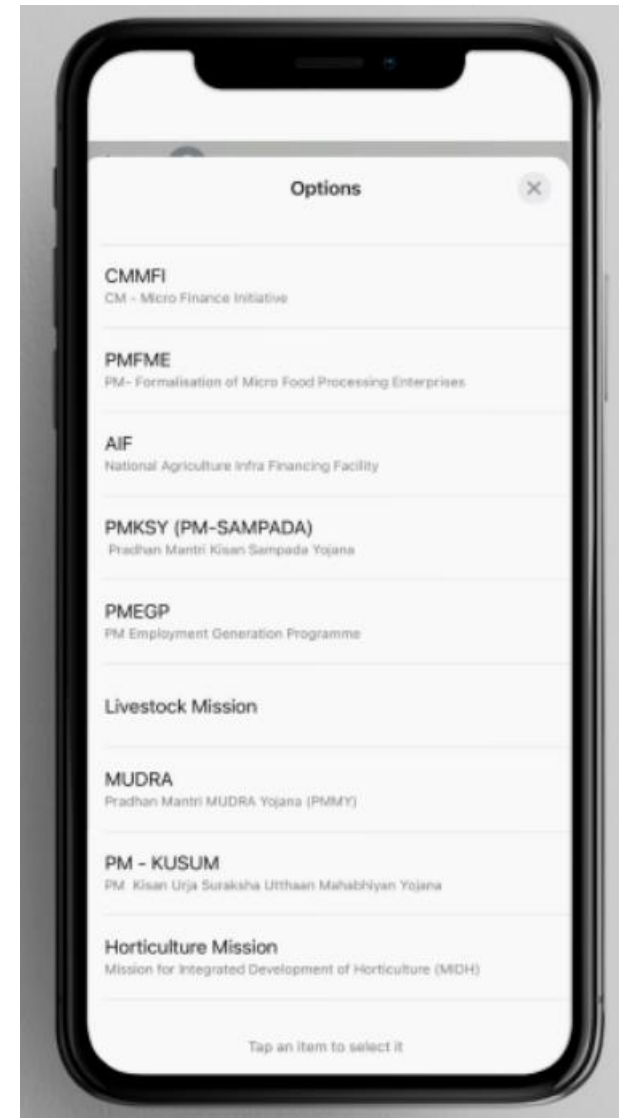 Options
CMMFI
CM - Micro Finance Initiative
PMFME
PM- Formalisation of Micro Food Processing Enterprises
AIF
National Agriculture Infra Financing Facility
PMKSY (PM-SAMPADA)
Pradhan Mantri Kisan Sampada Yojana
PMEGP
PM Employment Generation Programme
Livestock Mission
MUDRA
Pradhan Mantri MUDRA Yojana (PMMY)
PM - KUSUM
PM Kisan Urja Suraksha Utthaan Mahabhiyan Yojana
Horticulture Mission
Mission for Integrated Development of Horticulture (MIDH)
Tap an item to select it